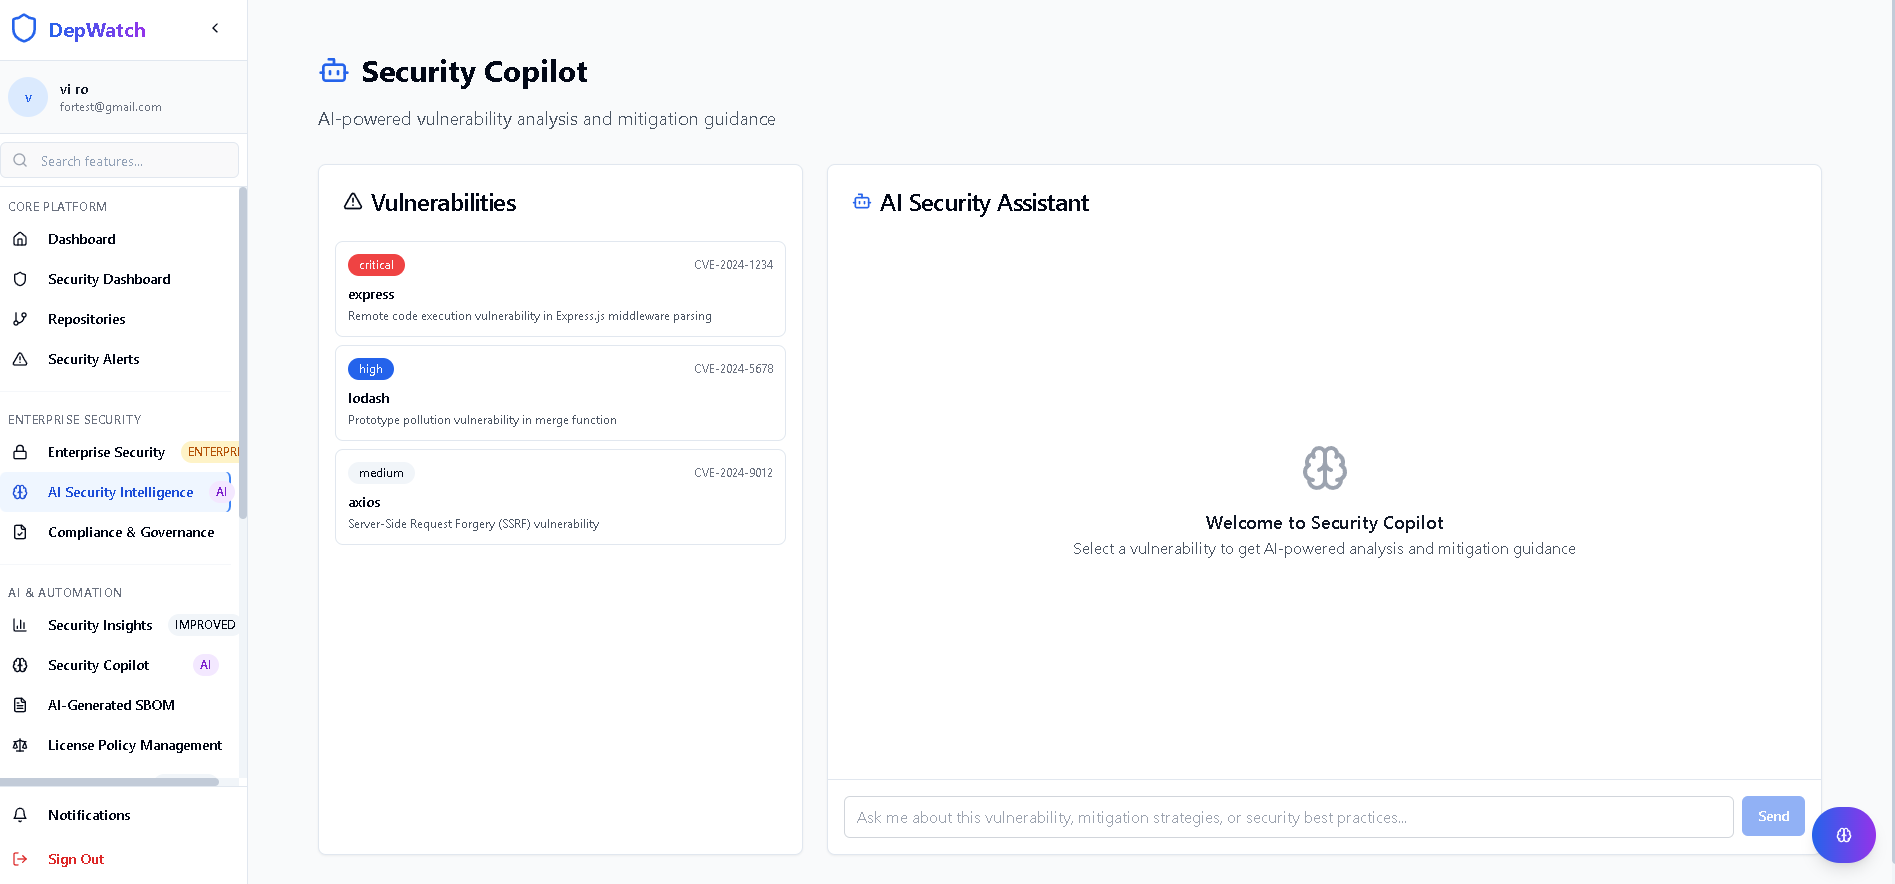 DepWatch
v
vi ro
fortest@gmail.com
Search features...
CORE PLATFORM
Dashboard
Security Dashboard
Repositories
Security Alerts
ENTERPRISE SECURITY
Enterprise Security ENTERPRI
AI Security Intelligence AI
Compliance & Governance
AI & AUTOMATION
Security Insights IMPROVED
Security Copilot AI
AI-Generated SBOM
License Policy Management
Notifications
Sign Out
Security Copilot
AI-powered vulnerability analysis and mitigation guidance
Vulnerabilities
critical CVE-2024-1234
express
Remote code execution vulnerability in Express.js middleware parsing
high CVE-2024-5678
lodash
Prototype pollution vulnerability in merge function
medium CVE-2024-9012
axios
Server-Side Request Forgery (SSRF) vulnerability
AI Security Assistant
Welcome to Security Copilot
Select a vulnerability to get AI-powered analysis and mitigation guidance
Ask me about this vulnerability, mitigation strategies, or security best practices...
Send